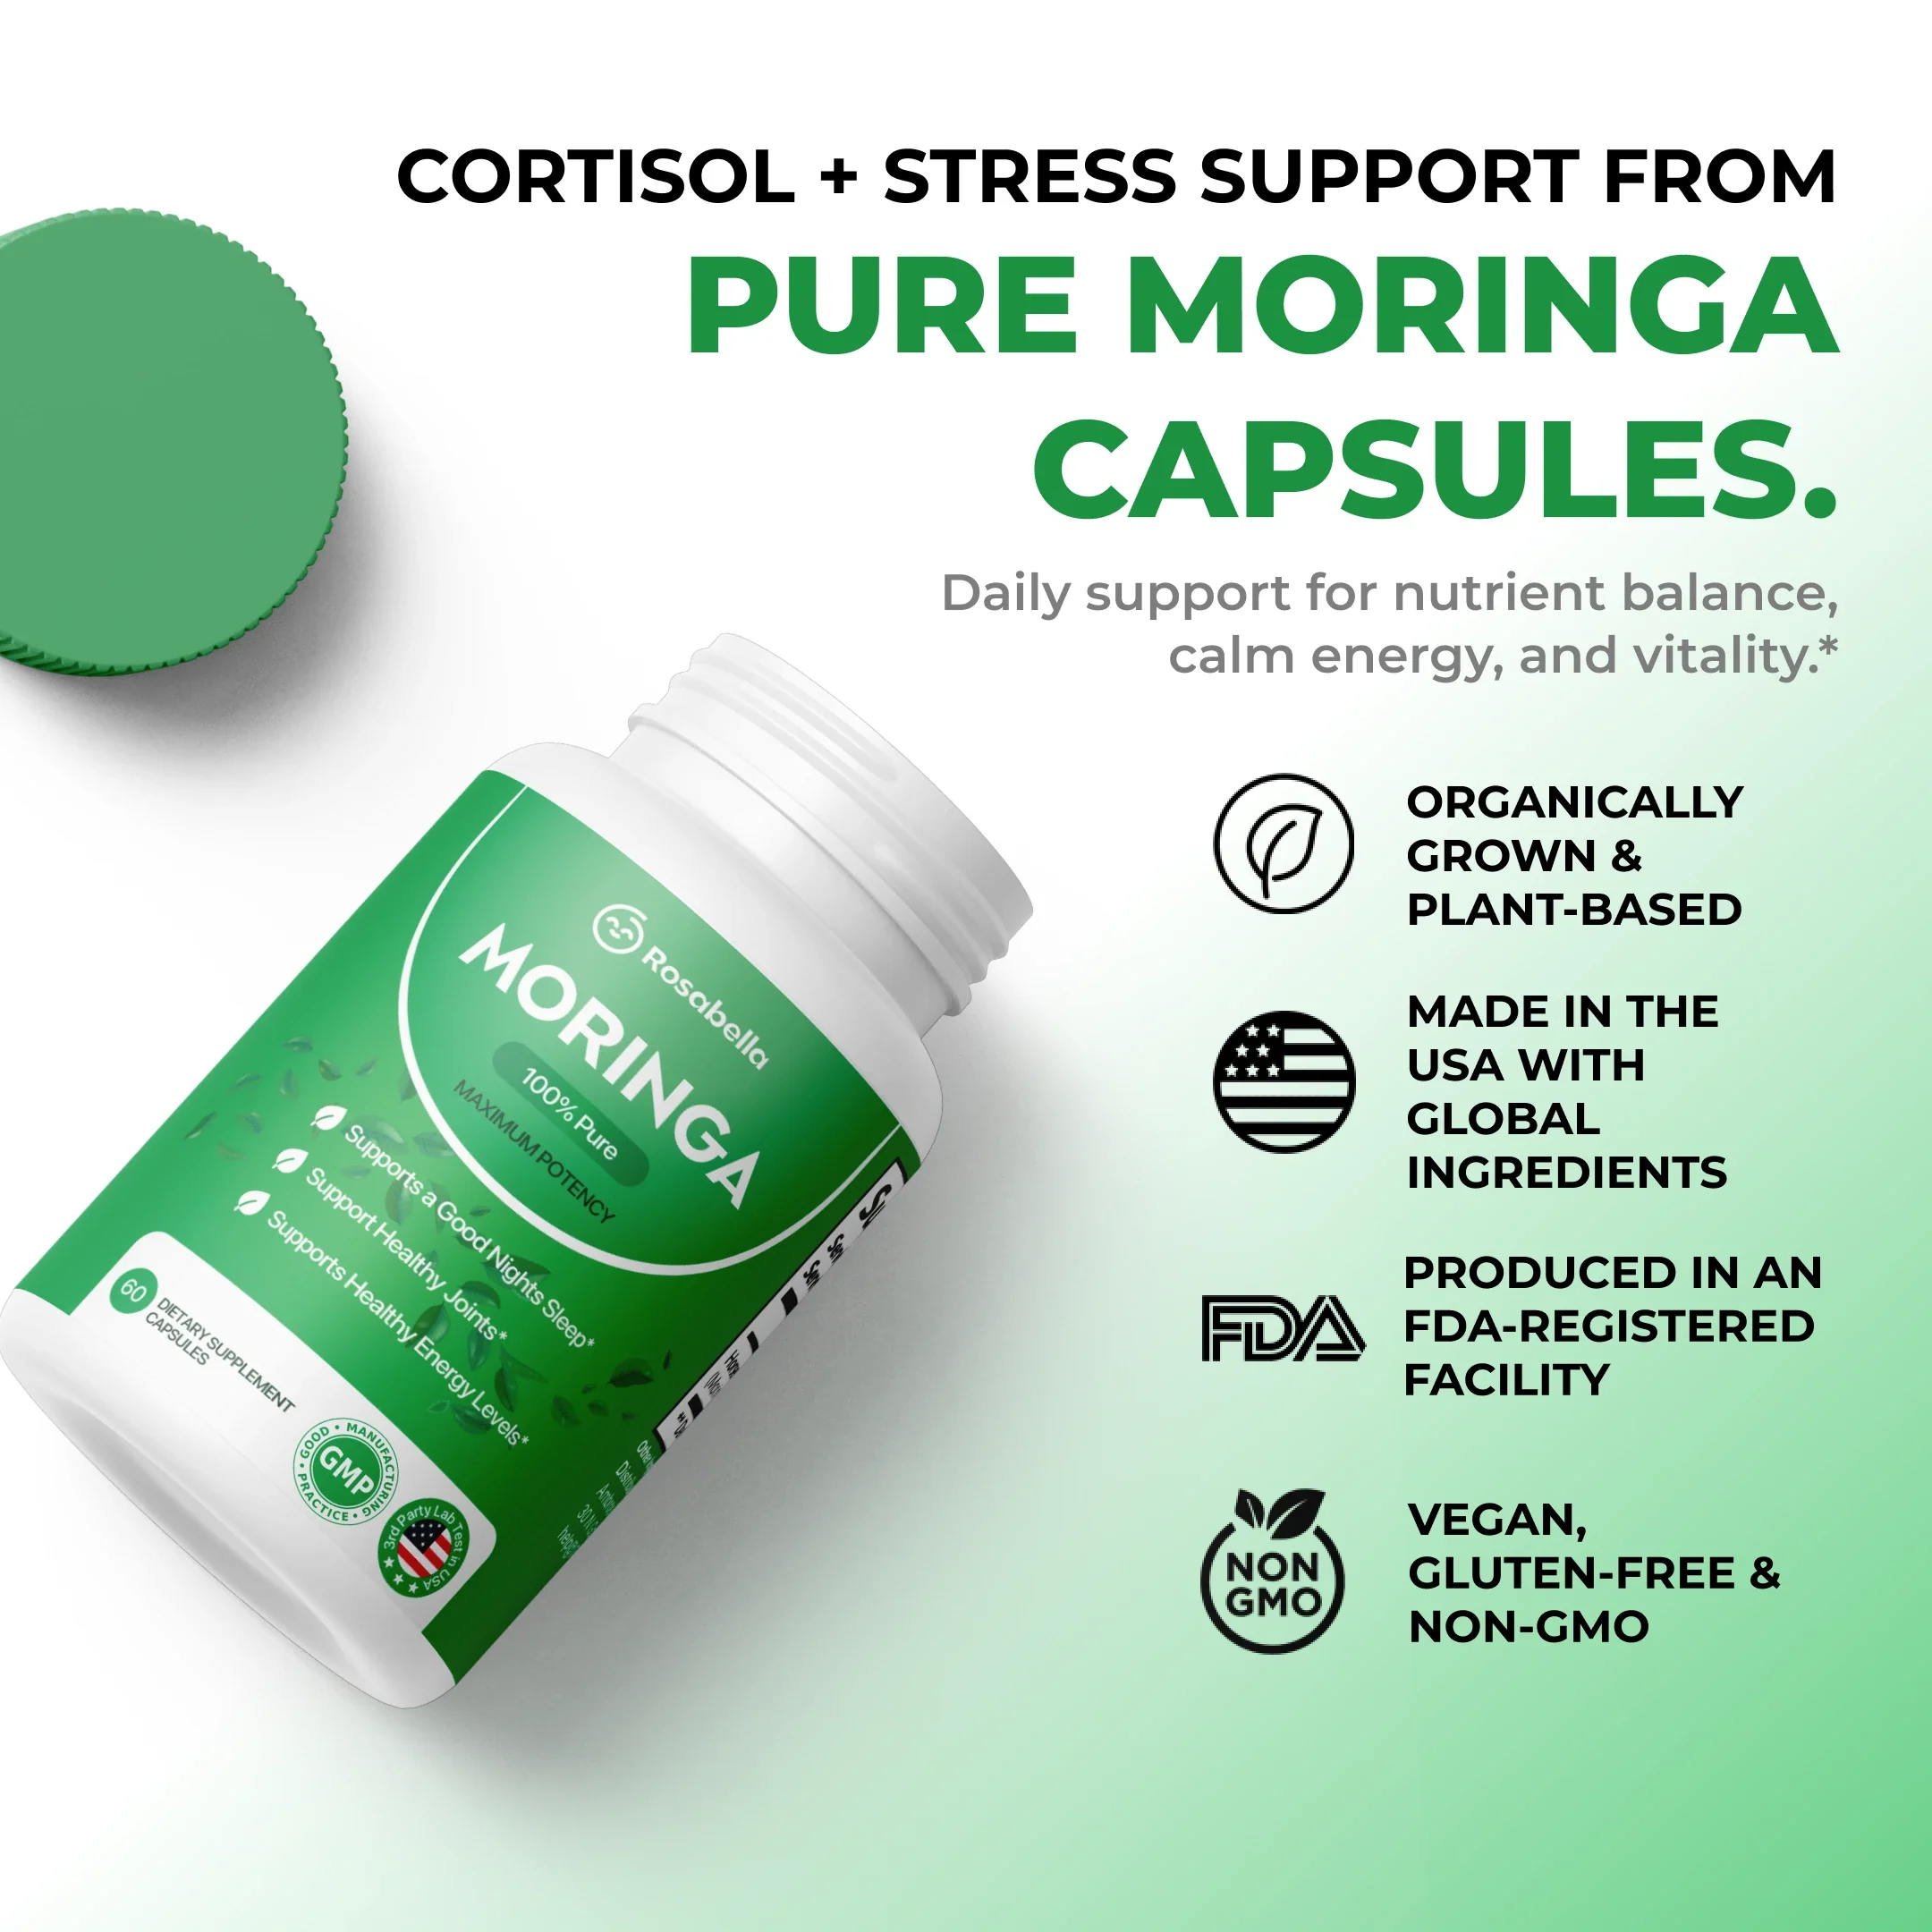 CORTISOL + STRESS SUPPORT FROM
PURE MORINGA
CAPSULES.
Daily support for nutrient balance,
calm energy, and vitality.*
ORGANICALLY
GROWN &
PLANT-BASED
MADE IN THE
USA WITH
GLOBAL
INGREDIENTS
FDA
PRODUCED IN AN
FDA-REGISTERED
FACILITY
NON
GMO
VEGAN,
GLUTEN-FREE &
NON-GMO
Rosabella
MORINGA
100% Pure
MAXIMUM POTENCY
Supports a Good Nights Sleep*
Support Healthy Joints*
Supports Healthy Energy Levels*
60
DIETARY SUPPLEMENT
CAPSULES
GOOD • MANUFACTURING • PRACTICE •
GMP
3rd Party Lab Test in USA